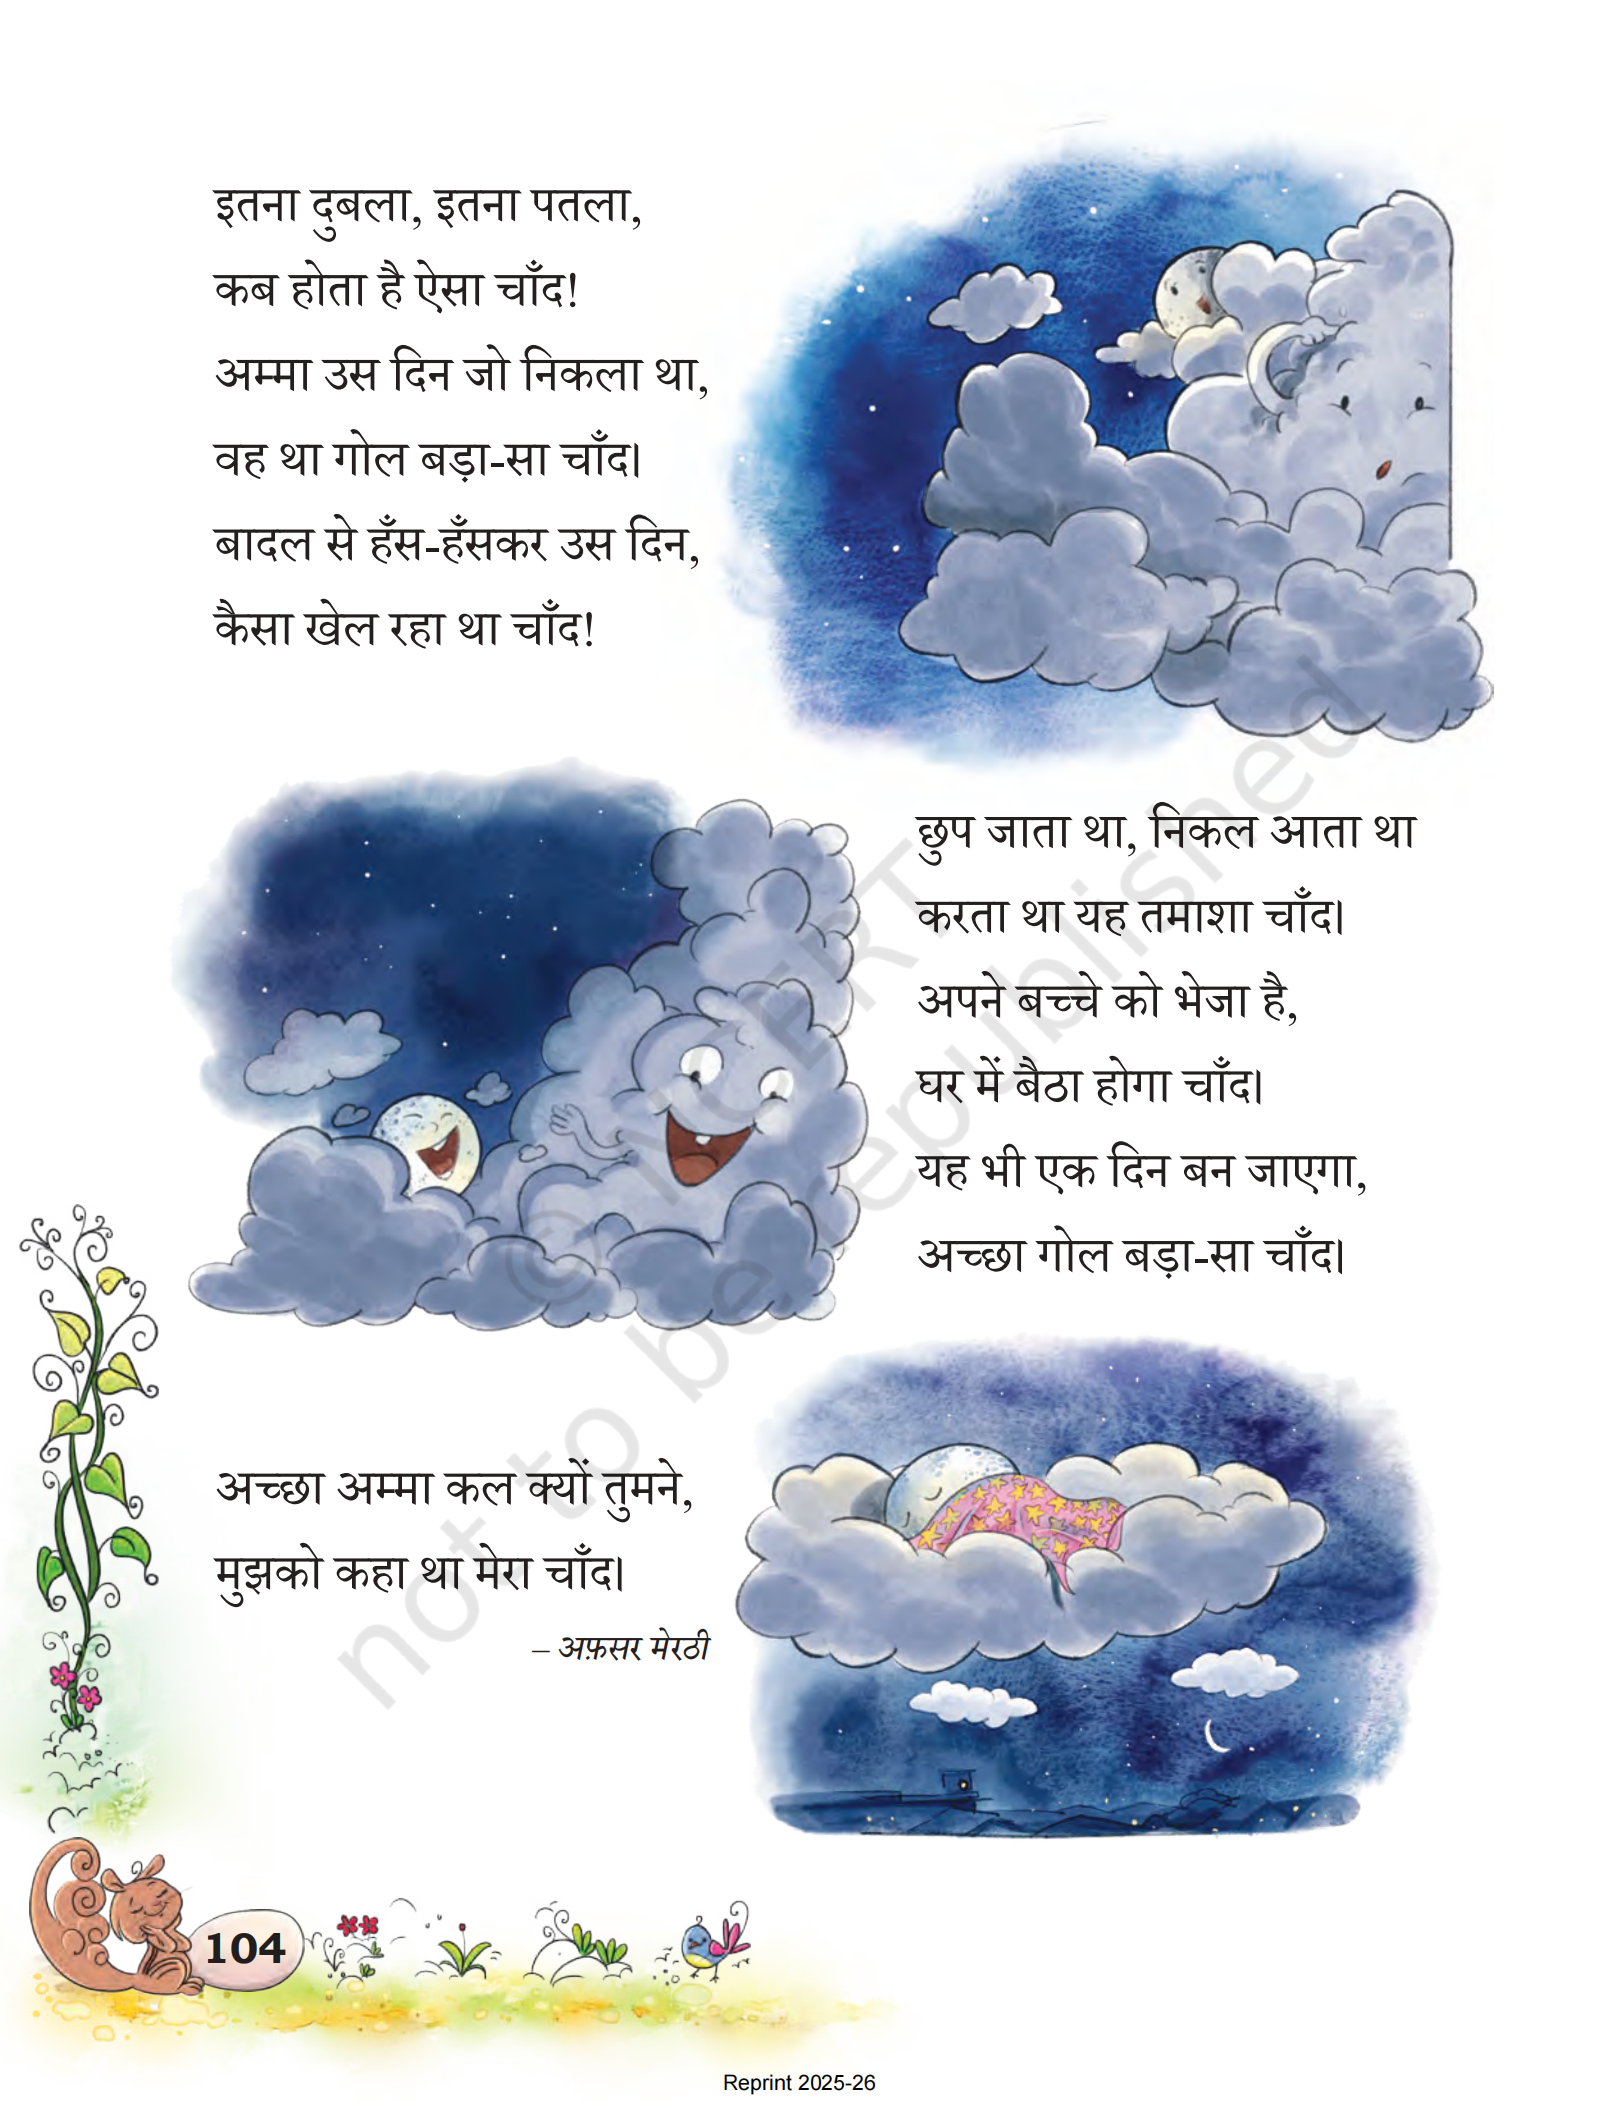 इतना दुबला, इतना पतला,
कब होता है ऐसा चाँद!
अम्मा उस दिन जो निकला था,
वह था गोल बड़ा-सा चाँद।
बादल से हँस-हँसकर उस दिन,
कैसा खेल रहा था चाँद!
छुप जाता था, निकल आता था
करता था यह तमाशा चाँद।
अपने बच्चे को भेजा है,
घर में बैठा होगा चाँद।
यह भी एक दिन बन जाएगा,
अच्छा गोल बड़ा-सा चाँद।
अच्छा अम्मा कल क्यों तुमने,
मुझको कहा था मेरा चाँद।
– अफ़सर मेरठी
© NCERT
not to be republished
104
Reprint 2025-26